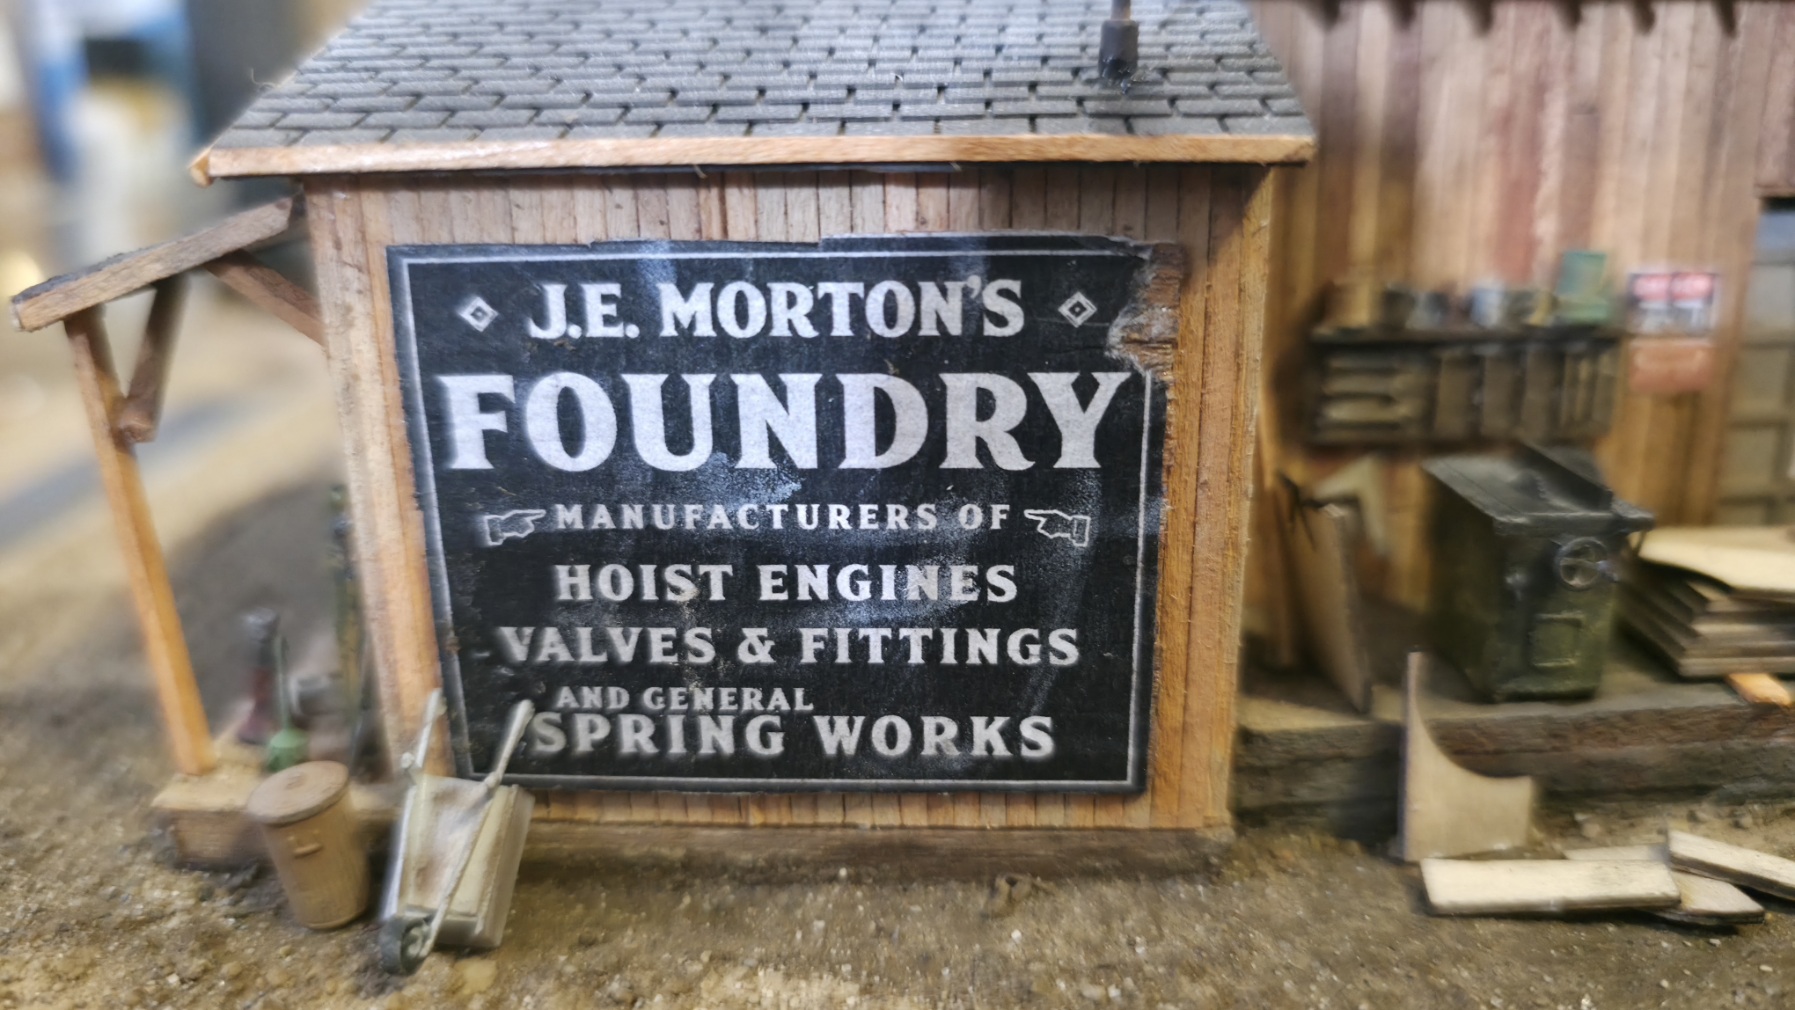 J.E. MORTON'S
FOUNDRY
MANUFACTURERS OF
HOIST ENGINES
VALVES & FITTINGS
AND GENERAL
SPRING WORKS